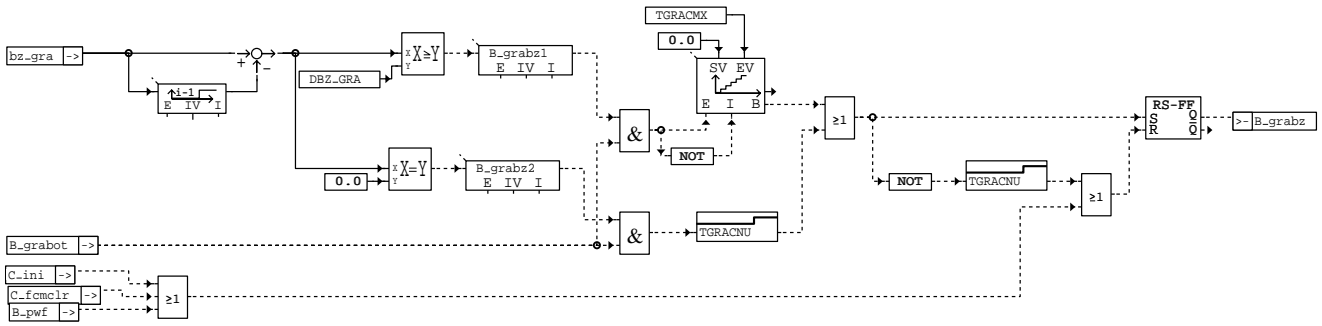 TGRACMX
0.0
SV EV
bz_gra ->
+
-
X≥Y
X
Y
B_grabz1
E IV I
DBZ_GRA
i-1
E IV I
E I B
&
NOT
≥1
RS-FF
S Q
R Q
>- B_grabz
X=Y
X
Y
0.0
B_grabz2
E IV I
&
TGRACNU
NOT
TGRACNU
≥1
B_grabot ->
C_ini ->
C_fcmclr ->
B_pwf ->
≥1